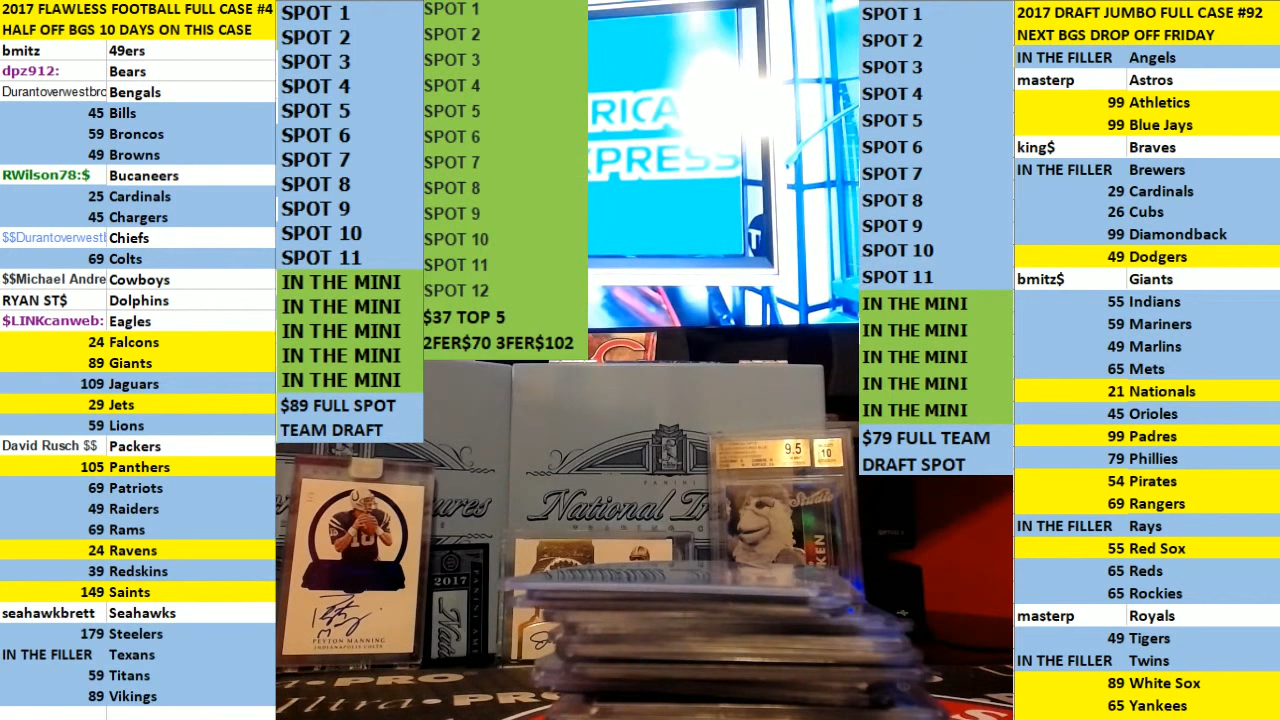 2017 FLAWLESS FOOTBALL FULL CASE #4
HALF OFF BGS 10 DAYS ON THIS CASE
bmitz 49ers
dpz912: Bears
Durantoverwestbro Bengals
45 Bills
59 Broncos
49 Browns
RWilson78:$ Bucaneers
25 Cardinals
45 Chargers
$$Durantoverwestl Chiefs
69 Colts
$$Michael Andre Cowboys
RYAN ST$ Dolphins
$LINKcanweb: Eagles
24 Falcons
89 Giants
109 Jaguars
29 Jets
59 Lions
David Rusch $$ Packers
105 Panthers
69 Patriots
49 Raiders
69 Rams
24 Ravens
39 Redskins
149 Saints
seahawkbrett Seahawks
179 Steelers
IN THE FILLER Texans
59 Titans
89 Vikings
SPOT 1
SPOT 2
SPOT 3
SPOT 4
SPOT 5
SPOT 6
SPOT 7
SPOT 8
SPOT 9
SPOT 10
SPOT 11
IN THE MINI
IN THE MINI
IN THE MINI
IN THE MINI
IN THE MINI
$89 FULL SPOT
TEAM DRAFT
SPOT 1
SPOT 2
SPOT 3
SPOT 4
SPOT 5
SPOT 6
SPOT 7
SPOT 8
SPOT 9
SPOT 10
SPOT 11
SPOT 12
$37 TOP 5
2FER$70 3FER$102
RICA
XPRESS
9.5
10
PANINI
National Tr
ures
2017
PEYTON MANNING
INDIANAPOLIS COLTS
Studio
KEN
PRO
Ultra PRO
SPOT 1
SPOT 2
SPOT 3
SPOT 4
SPOT 5
SPOT 6
SPOT 7
SPOT 8
SPOT 9
SPOT 10
SPOT 11
IN THE MINI
IN THE MINI
IN THE MINI
IN THE MINI
IN THE MINI
$79 FULL TEAM
DRAFT SPOT
2017 DRAFT JUMBO FULL CASE #92
NEXT BGS DROP OFF FRIDAY
IN THE FILLER Angels
masterp Astros
99 Athletics
99 Blue Jays
king$ Braves
IN THE FILLER Brewers
29 Cardinals
26 Cubs
99 Diamondback
49 Dodgers
bmitz$ Giants
55 Indians
59 Mariners
49 Marlins
65 Mets
21 Nationals
45 Orioles
99 Padres
79 Phillies
54 Pirates
69 Rangers
IN THE FILLER Rays
55 Red Sox
65 Reds
65 Rockies
masterp Royals
49 Tigers
IN THE FILLER Twins
89 White Sox
65 Yankees